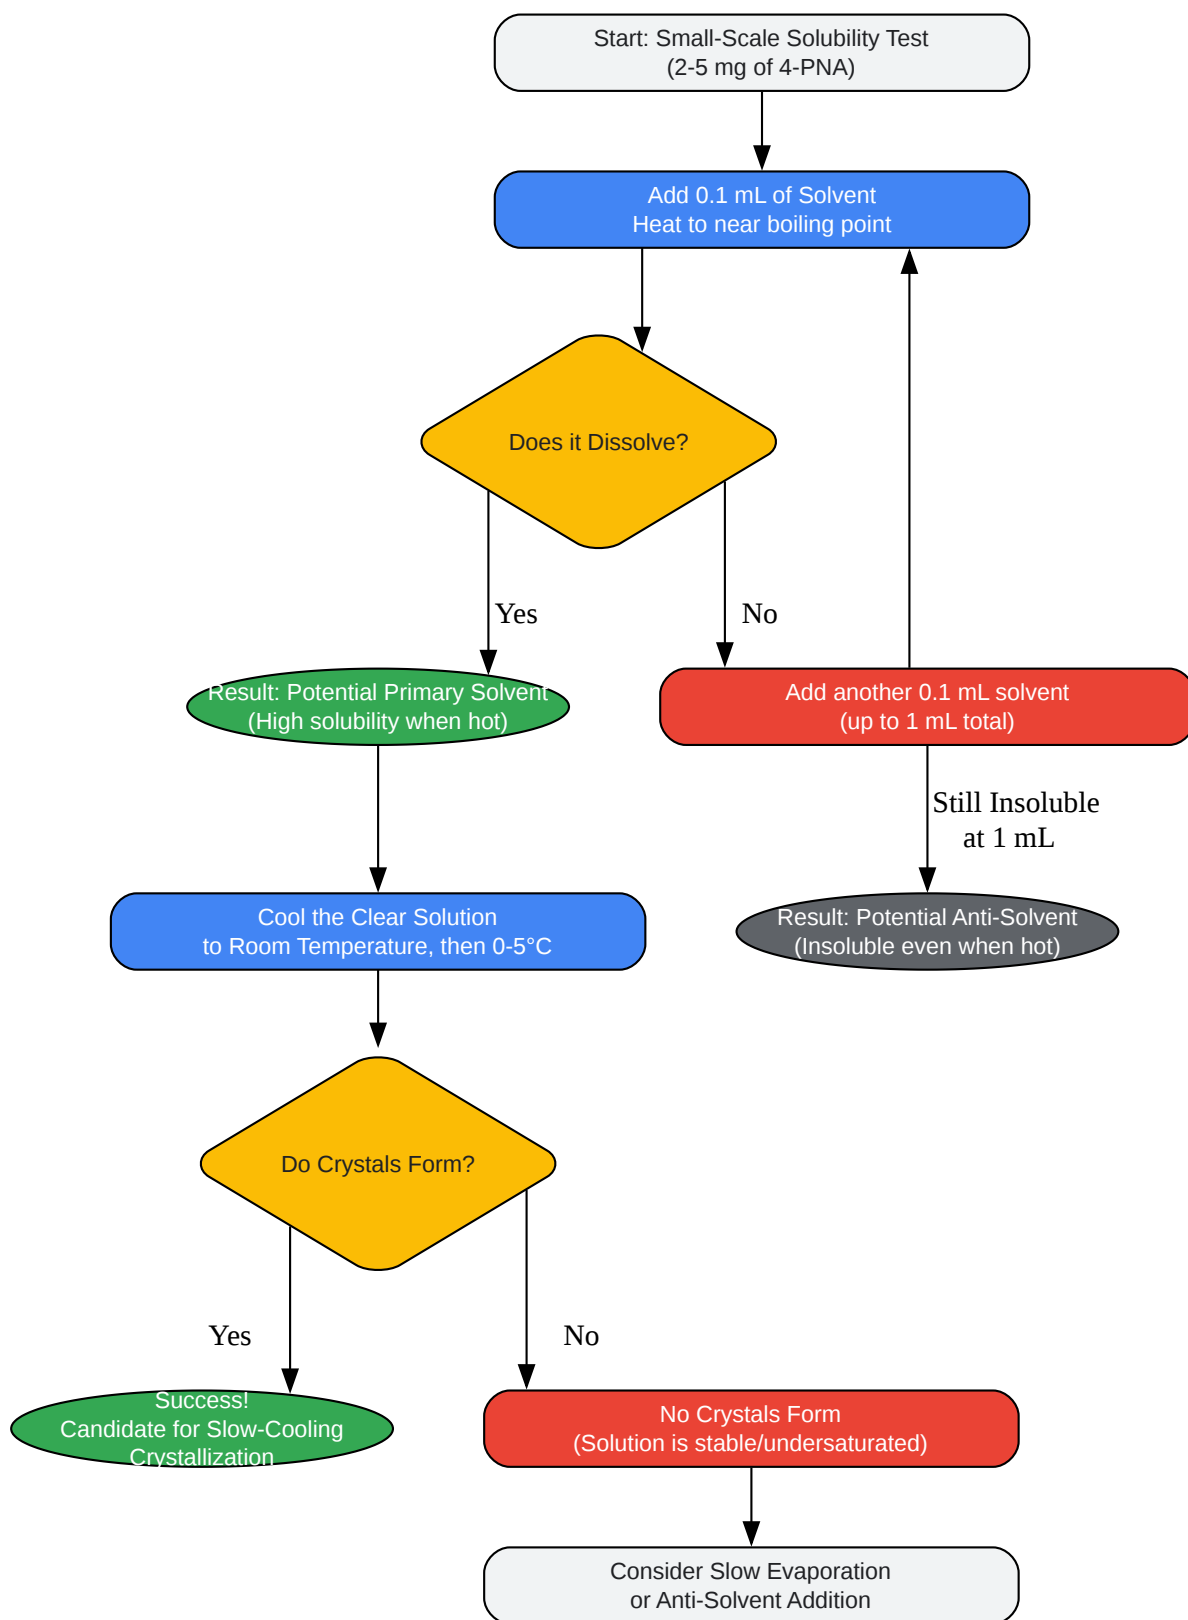 Start: Small-Scale Solubility Test
(2-5 mg of 4-PNA)
Add 0.1 mL of Solvent
Heat to near boiling point
Does it Dissolve?
Yes
No
Result: Potential Primary Solvent
(High solubility when hot)
Add another 0.1 mL solvent
(up to 1 mL total)
Still Insoluble
at 1 mL
Cool the Clear Solution
to Room Temperature, then 0-5°C
Result: Potential Anti-Solvent
(Insoluble even when hot)
Do Crystals Form?
Yes
No
Success!
Candidate for Slow-Cooling
Crystallization
No Crystals Form
(Solution is stable/undersaturated)
Consider Slow Evaporation
or Anti-Solvent Addition